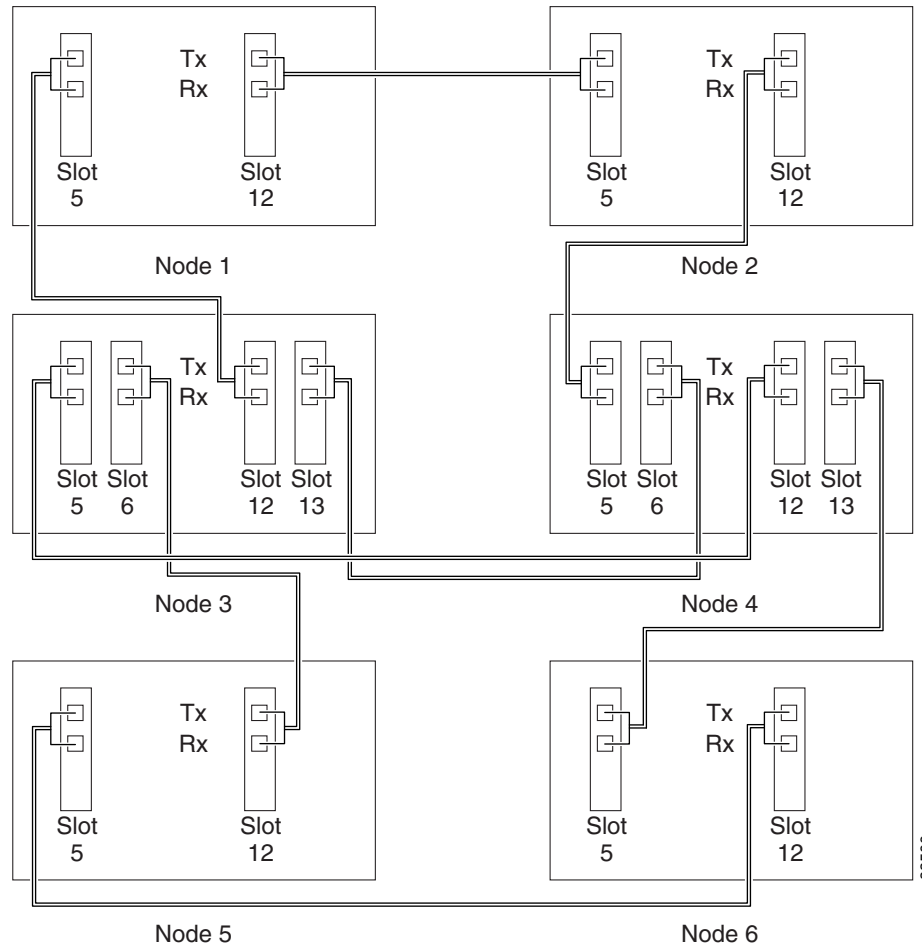 Tx Tx
Rx Rx
Slot Slot Slot Slot
5 12 5 12
Node 1 Node 2
Tx Tx
Rx Rx
Slot Slot Slot Slot Slot Slot Slot Slot
5 6 12 13 5 6 12 13
Node 3 Node 4
Tx Tx
Rx Rx
Slot Slot Slot Slot
5 12 5 12
Node 5 Node 6